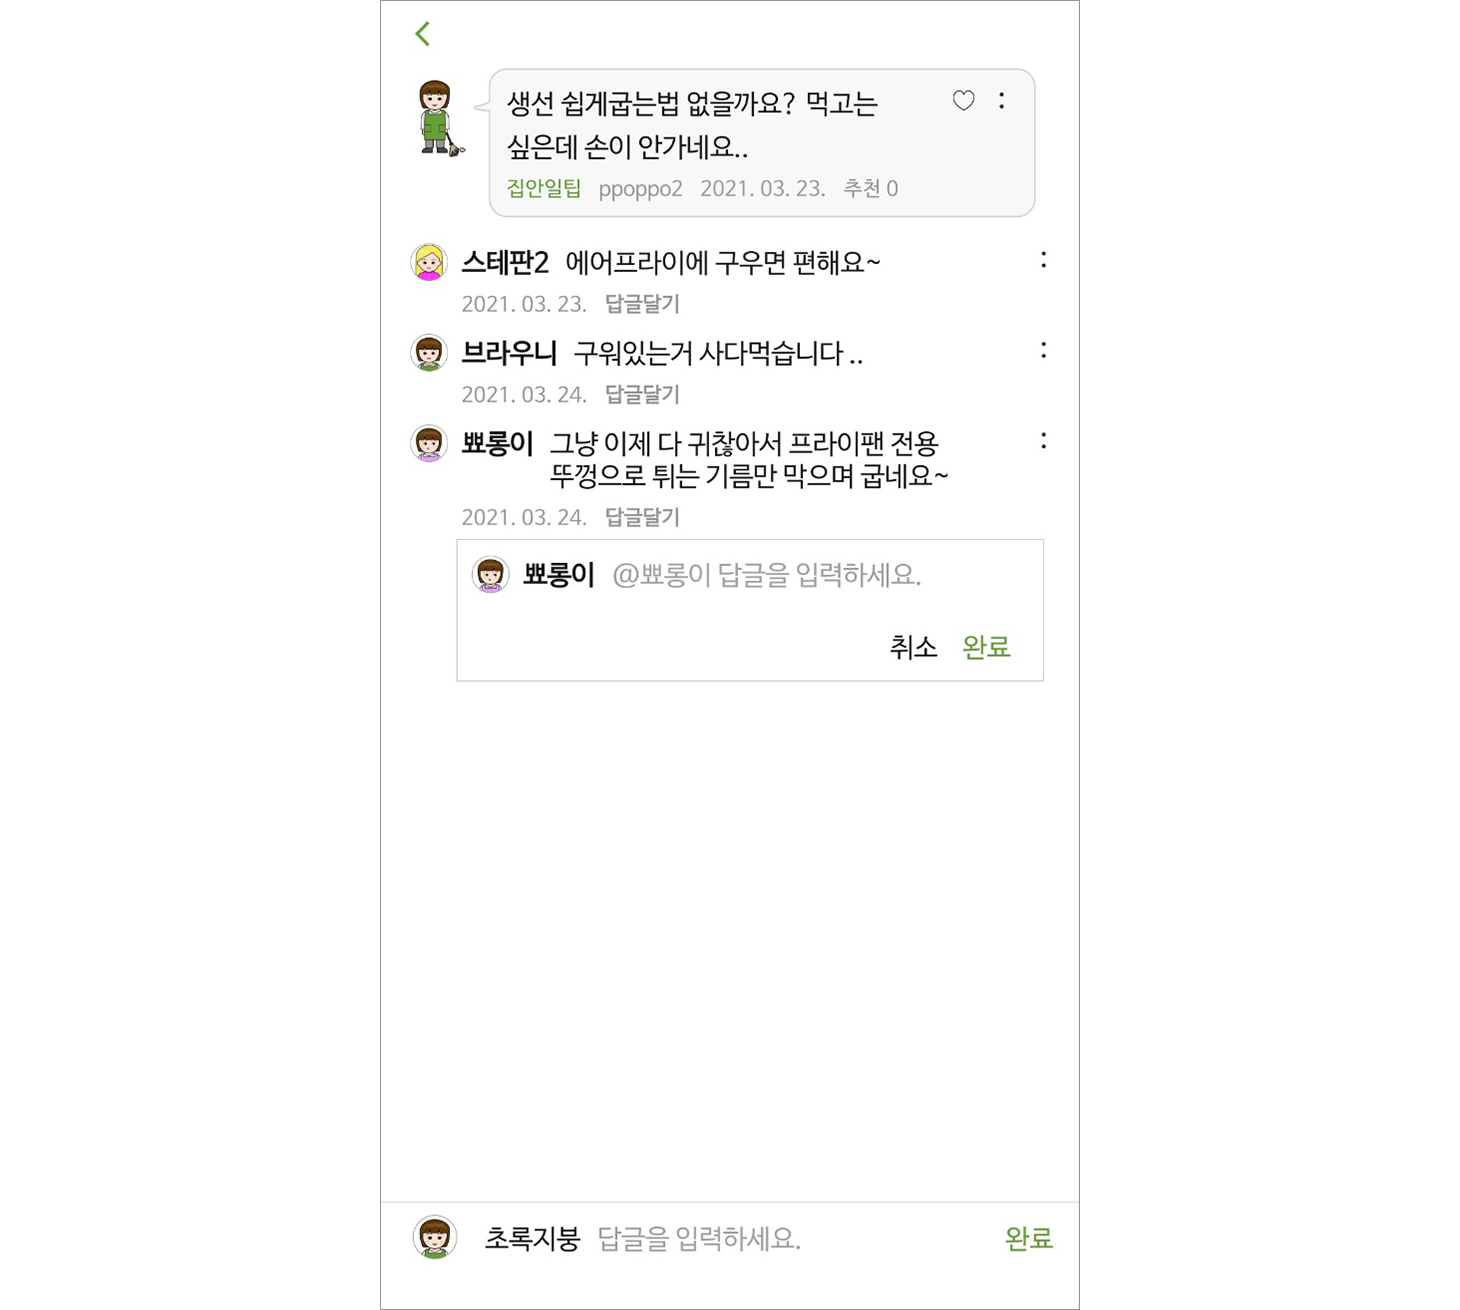 생선 쉽게굽는법 없을까요? 먹고는
싶은데 손이 안가네요..
집안일팁 ppoppo2 2021. 03. 23. 추천 0
스테판2 에어프라이에 구우면 편해요~
2021. 03. 23. 답글달기
브라우니 구워있는거 사다먹습니다 ..
2021. 03. 24. 답글달기
뾰롱이 그냥 이제 다 귀찮아서 프라이팬 전용
뚜껑으로 튀는 기름만 막으며 굽네요~
2021. 03. 24. 답글달기
뾰롱이 @뾰롱이 답글을 입력하세요.
취소 완료
초록지붕 답글을 입력하세요. 완료